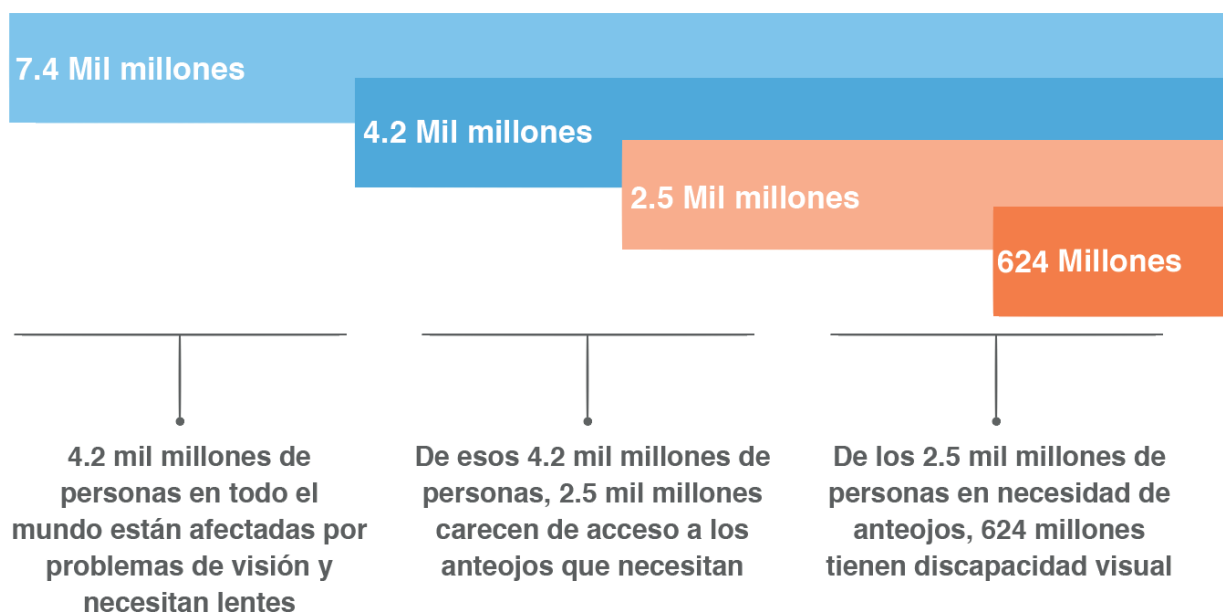 7.4 Mil millones
4.2 Mil millones
2.5 Mil millones
624 Millones
4.2 mil millones de
personas en todo el
mundo están afectadas por
problemas de visión y
necesitan lentes
De esos 4.2 mil millones de
personas, 2.5 mil millones
carecen de acceso a los
anteojos que necesitan
De los 2.5 mil millones de
personas en necesidad de
anteojos, 624 millones
tienen discapacidad visual